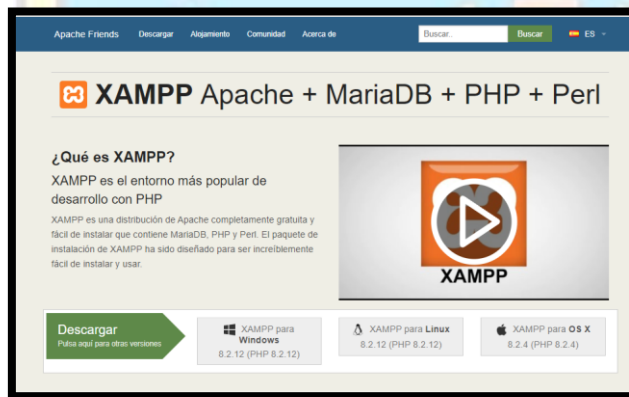 Apache Friends Descargar Alojamiento Comunidad Acerca de Buscar.. Buscar ES
XAMPP Apache + MariaDB + PHP + Perl
¿Qué es XAMPP?
XAMPP es el entorno más popular de
desarrollo con PHP
XAMPP es una distribución de Apache completamente gratuita y
fácil de instalar que contiene MariaDB, PHP y Perl. El paquete de
instalación de XAMPP ha sido diseñado para ser increíblemente
fácil de instalar y usar.
XAMPP
Descargar
Pulsa aquí para otras versiones
XAMPP para
Windows
8.2.12 (PHP 8.2.12)
XAMPP para Linux
8.2.12 (PHP 8.2.12)
XAMPP para OS X
8.2.4 (PHP 8.2.4)